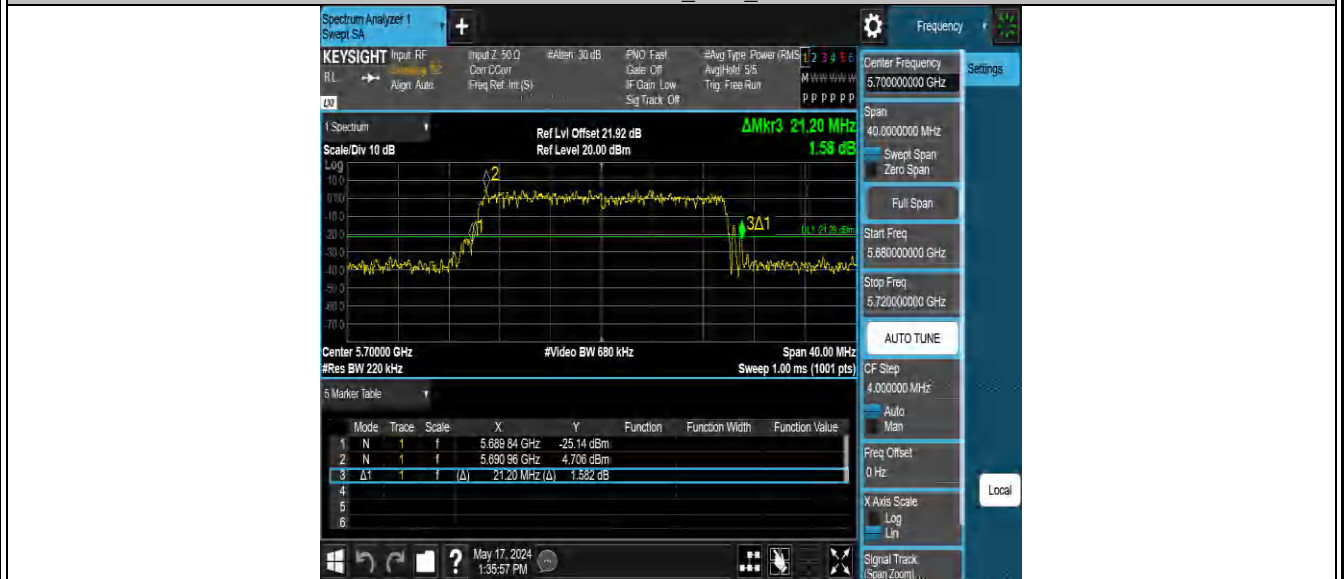 Spectrum Analyzer 1
Swept SA
+
Frequency
KEYSIGHT
Input: RF
Input Z: 50 Ω
#Atten: 30 dB
PNO: Fast
#Avg Type: Power (RMS
1 2 3 4 5 6
RL
Align: Auto
Corr CCorr
Freq Ref: Int (S)
Gate: Off
IF Gain: Low
Sig Track: Off
Avg|Hold: 5/5
Trig: Free Run
M W W W W W
P P P P P P
LXI
Center Frequency
5.700000000 GHz
Settings
Span
40.0000000 MHz
Swept Span
Zero Span
Full Span
Start Freq
5.680000000 GHz
Stop Freq
5.720000000 GHz
AUTO TUNE
CF Step
4.000000 MHz
Auto
Man
Freq Offset
0 Hz
X Axis Scale
Log
Lin
Signal Track
(Span Zoom)
Local
1 Spectrum
Scale/Div 10 dB
Ref Lvl Offset 21.92 dB
Ref Level 20.00 dBm
ΔMkr3 21.20 MHz
1.58 dB
Log
10.0
0.00
-10.0
-20.0
-30.0
-40.0
-50.0
-60.0
-70.0
2
1
3Δ1
DL1 -21.29 dBm
Center 5.70000 GHz
#Video BW 680 kHz
Span 40.00 MHz
#Res BW 220 kHz
Sweep 1.00 ms (1001 pts)
5 Marker Table
Mode Trace Scale X Y Function Function Width Function Value
1 N 1 f 5.689 84 GHz -25.14 dBm
2 N 1 f 5.690 96 GHz 4.706 dBm
3 Δ1 1 f (Δ) 21.20 MHz (Δ) 1.582 dB
4
5
6
?
May 17, 2024
1:35:57 PM